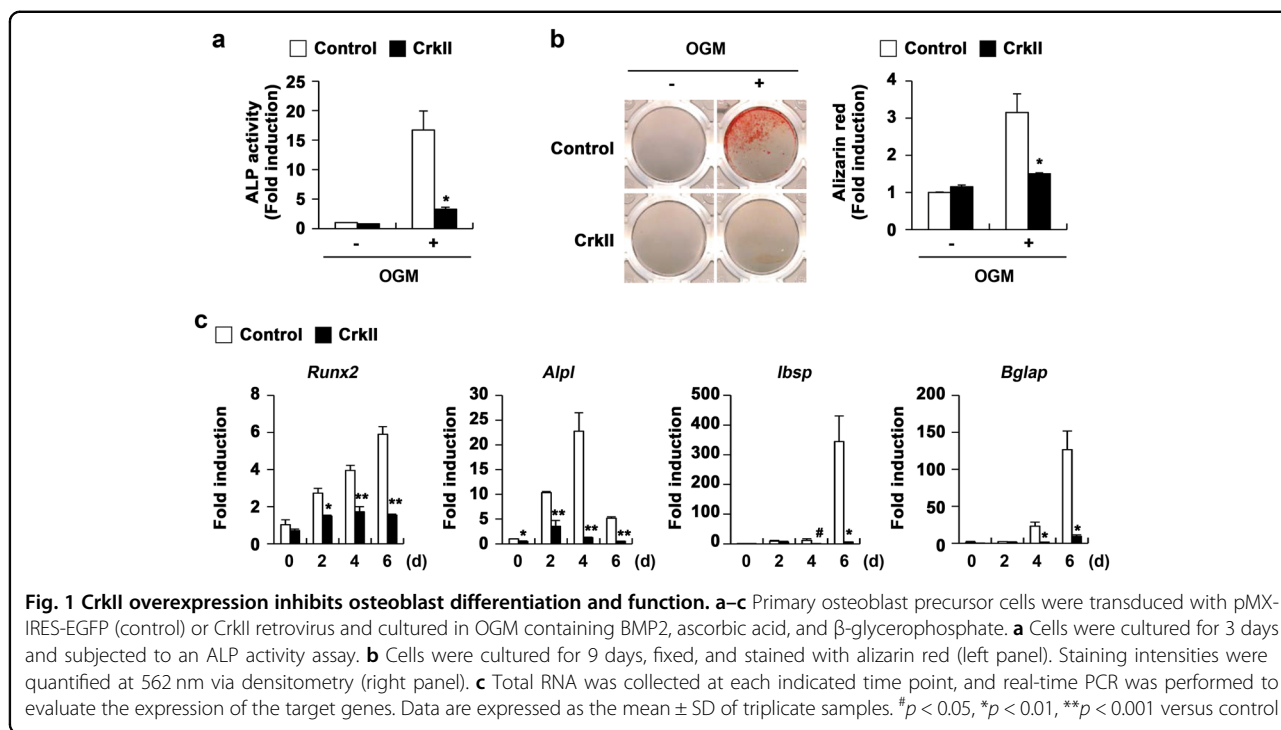 a
Control CrkII
ALP activity
(Fold induction)
25
20
15
10
5
0
*
- +
OGM
b
OGM
- +
Control
CrkII
Control CrkII
Alizarin red
(Fold induction)
4
3
2
1
0
*
- +
OGM
c
Control CrkII
Runx2
Fold induction
8
6
4
2
0
* ** **
0 2 4 6 (d)
Alpl
Fold induction
30
25
20
15
10
5
0
* ** ** **
0 2 4 6 (d)
Ibsp
Fold induction
500
400
300
200
100
0
# *
0 2 4 6 (d)
Bglap
Fold induction
200
150
100
50
0
* *
0 2 4 6 (d)
Fig. 1 CrkII overexpression inhibits osteoblast differentiation and function. a–c Primary osteoblast precursor cells were transduced with pMX-
IRES-EGFP (control) or CrkII retrovirus and cultured in OGM containing BMP2, ascorbic acid, and β-glycerophosphate. a Cells were cultured for 3 days
and subjected to an ALP activity assay. b Cells were cultured for 9 days, fixed, and stained with alizarin red (left panel). Staining intensities were
quantified at 562 nm via densitometry (right panel). c Total RNA was collected at each indicated time point, and real-time PCR was performed to
evaluate the expression of the target genes. Data are expressed as the mean ± SD of triplicate samples. #p < 0.05, *p < 0.01, **p < 0.001 versus control